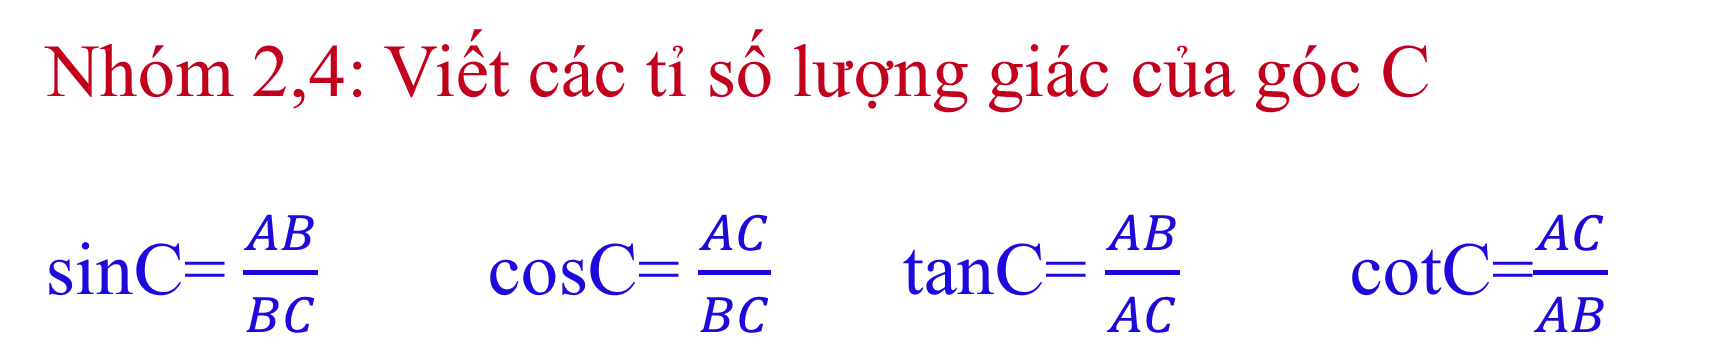 Nhóm 2,4: Viết các tỉ số lượng giác của góc C
sinC= AB/BC cosC= AC/BC tanC= AB/AC cotC=AC/AB